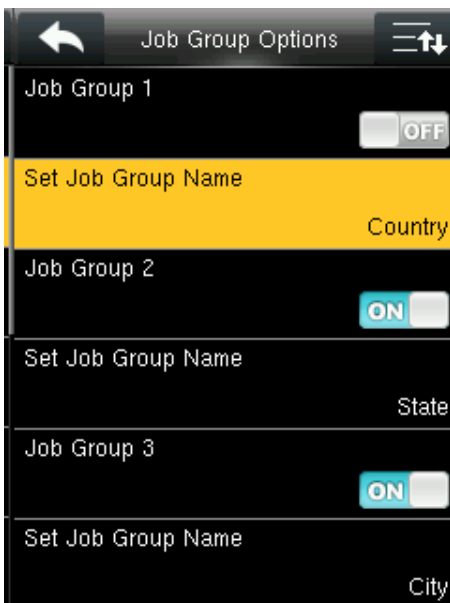 Job Group Options
Job Group 1
OFF
Set Job Group Name
Country
Job Group 2
ON
Set Job Group Name
State
Job Group 3
ON
Set Job Group Name
City